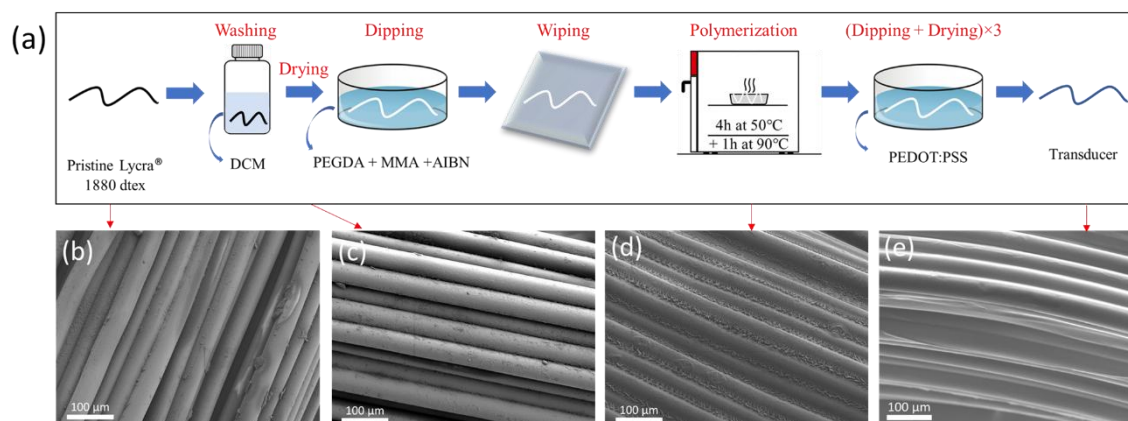 (a)
Washing
Dipping
Wiping
Polymerization
(Dipping + Drying)×3
Drying
4h at 50℃
+ 1h at 90℃
Pristine Lycra®
1880 dtex
DCM
PEGDA + MMA +AIBN
PEDOT:PSS
Transducer
(b)
(c)
(d)
(e)
100 μm
100 μm
100 μm
100 μm